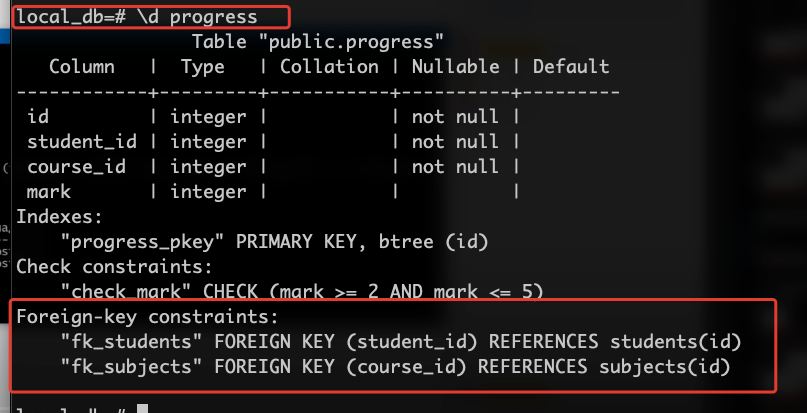 local_db=# \d progress
Table "public.progress"
Column | Type | Collation | Nullable | Default
------------+---------+-----------+----------+---------
id | integer | | not null |
student_id | integer | | not null |
course_id | integer | | not null |
mark | integer | | |
Indexes:
"progress_pkey" PRIMARY KEY, btree (id)
Check constraints:
"check_mark" CHECK (mark >= 2 AND mark <= 5)
Foreign-key constraints:
"fk_students" FOREIGN KEY (student_id) REFERENCES students(id)
"fk_subjects" FOREIGN KEY (course_id) REFERENCES subjects(id)